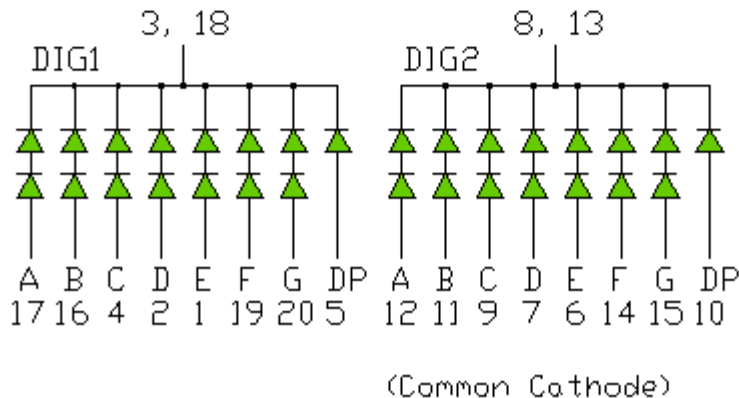 3, 18 8, 13
DIG1 DIG2
A B C D E F G DP A B C D E F G DP
17 16 4 2 1 19 20 5 12 11 9 7 6 14 15 10
(Common Cathode)